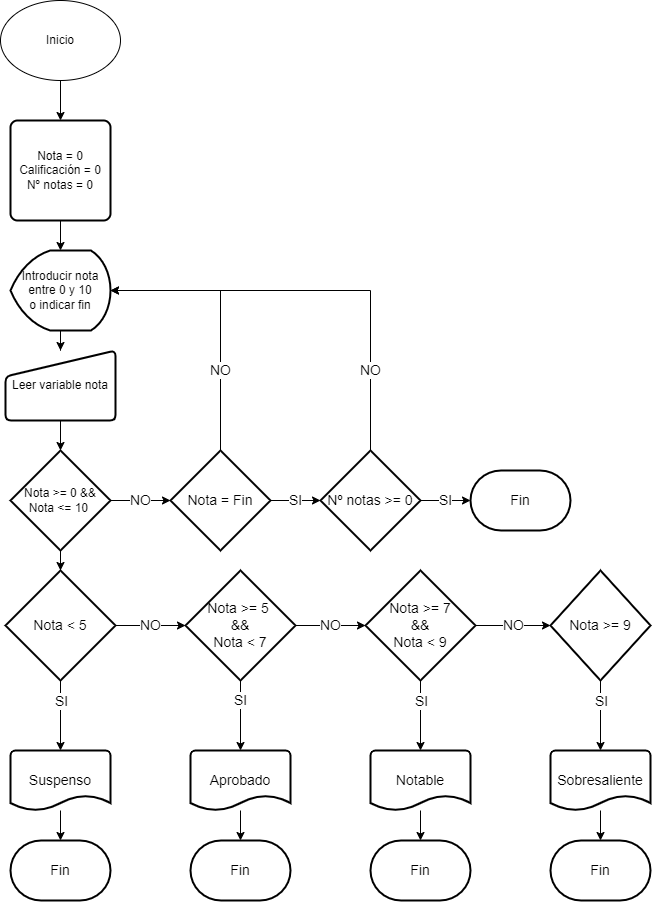 Inicio
Nota = 0
Calificación = 0
Nº notas = 0
Introducir nota
entre 0 y 10
o indicar fin
Leer variable nota
NO
NO
Nota >= 0 &&
Nota <= 10
NO
Nota = Fin
SI
Nº notas >= 0
SI
Fin
Nota < 5
NO
Nota >= 5
&&
Nota < 7
NO
Nota >= 7
&&
Nota < 9
NO
Nota >= 9
SI
SI
SI
SI
Suspenso
Aprobado
Notable
Sobresaliente
Fin
Fin
Fin
Fin